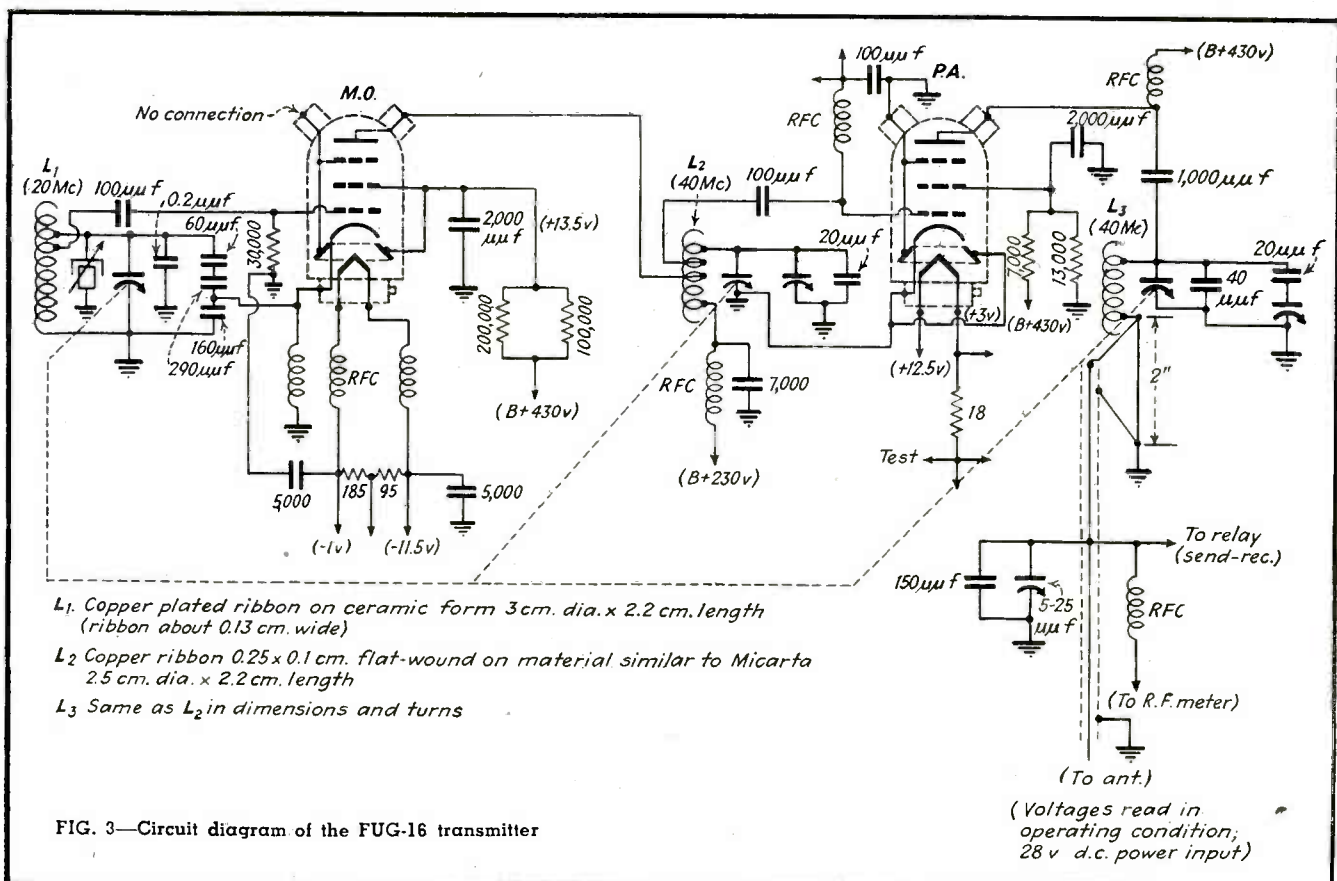 No connection
M.O.
100µµf
P.A.
(B+430v)
RFC
RFC
2,000µµf
1,000µµf
L1
(20Mc)
100µµf
0.2µµf
60µµf
30,000
160µµf
290µµf
RFC
2,000
µµf
(+13.5v)
200,000
100,000
(B+430v)
5000
185
95
5,000
(-1v)
(-11.5v)
L2
(40Mc)
100µµf
20µµf
RFC
7,000
(B+230v)
7,000
13,000
(B+430v)
(+3v)
(+12.5v)
18
Test
L3
(40Mc)
20µµf
40
µµf
2"
To relay
(send-rec.)
150µµf
5-25
µµf
RFC
(To R.F. meter)
(To ant.)
(Voltages read in
operating condition;
28 v d.c. power input)
L1. Copper plated ribbon on ceramic form 3cm. dia. x 2.2 cm. length
(ribbon about 0.13 cm. wide)
L2 Copper ribbon 0.25 x 0.1 cm. flat-wound on material similar to Micarta
2.5 cm. dia. x 2.2 cm. length
L3 Same as L2 in dimensions and turns
FIG. 3—Circuit diagram of the FUG-16 transmitter